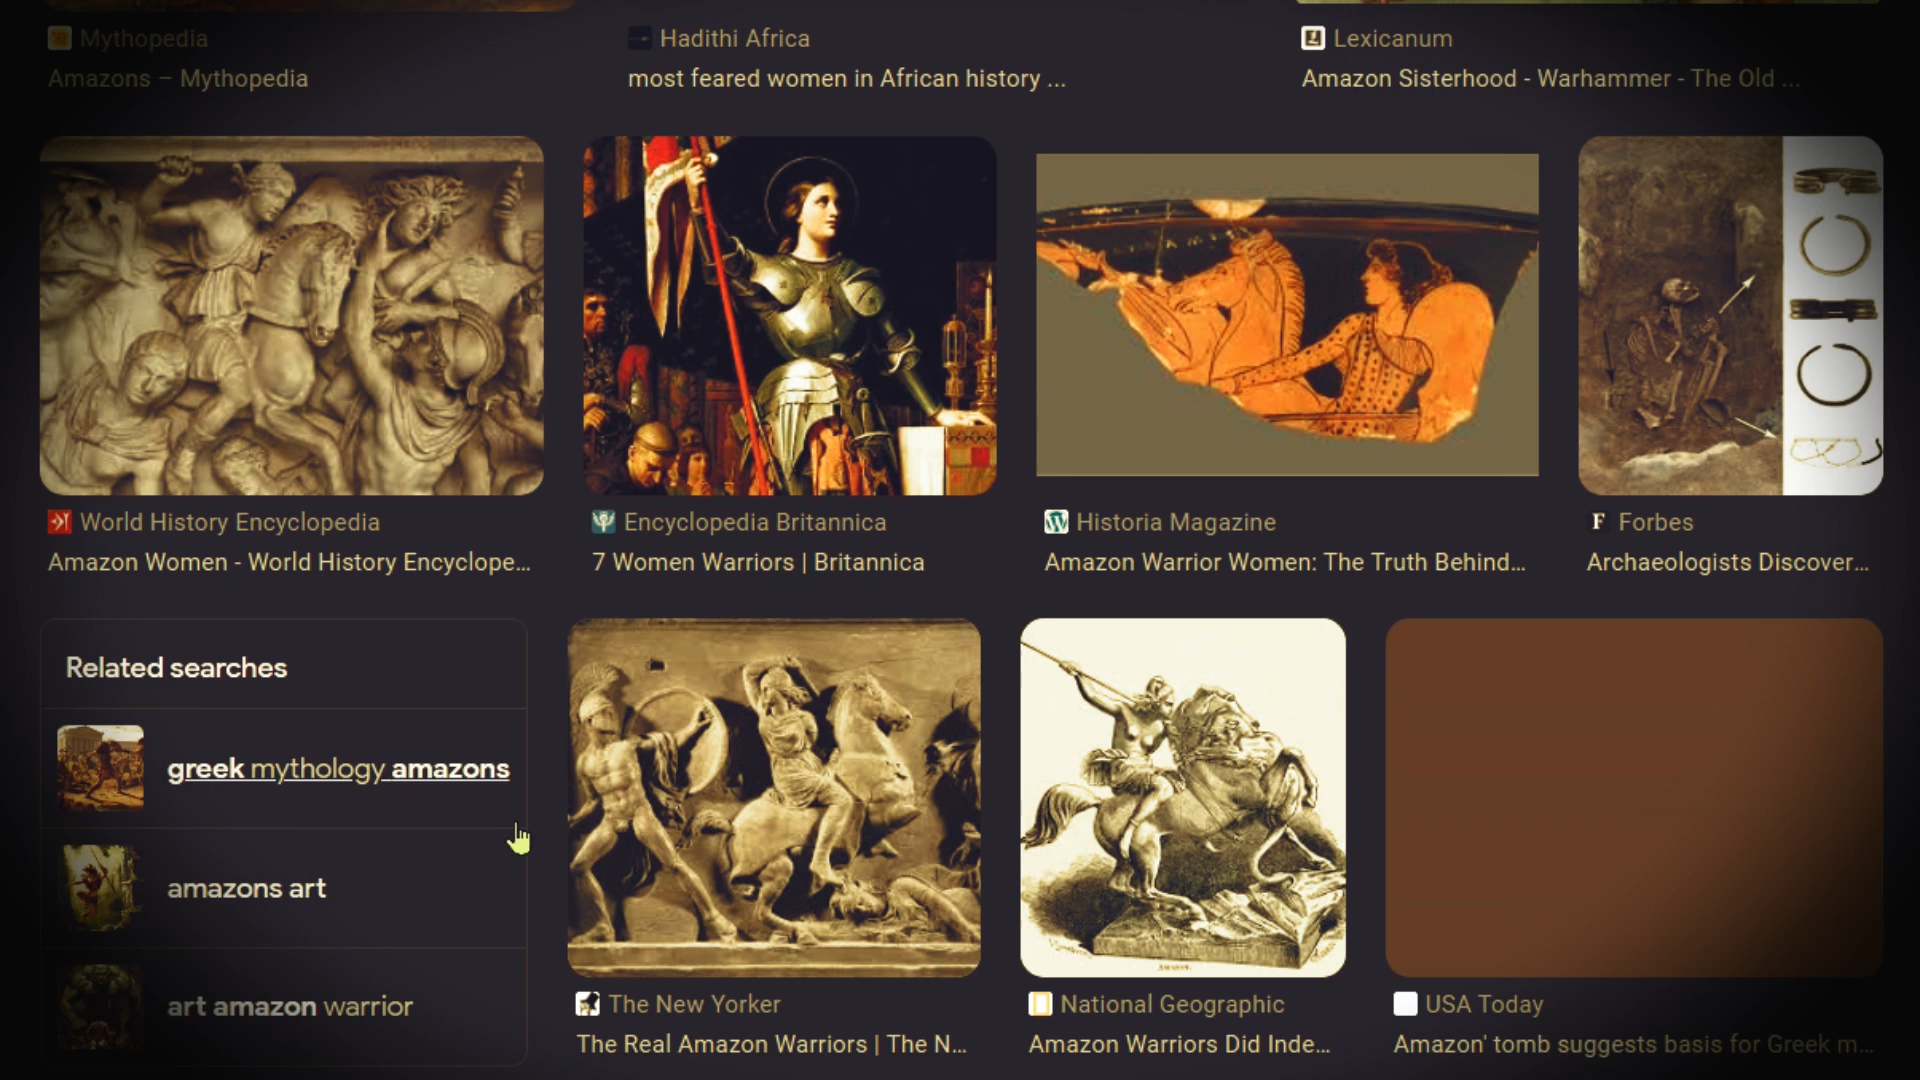 Mythopedia
Amazons – Mythopedia
Hadithi Africa
most feared women in African history ...
Lexicanum
Amazon Sisterhood - Warhammer - The Old ...
World History Encyclopedia
Amazon Women - World History Encyclope...
Encyclopedia Britannica
7 Women Warriors | Britannica
Historia Magazine
Amazon Warrior Women: The Truth Behind...
F Forbes
Archaeologists Discover...
Related searches
greek mythology amazons
amazons art
art amazon warrior
The New Yorker
The Real Amazon Warriors | The N...
National Geographic
Amazon Warriors Did Inde...
USA Today
Amazon' tomb suggests basis for Greek m...